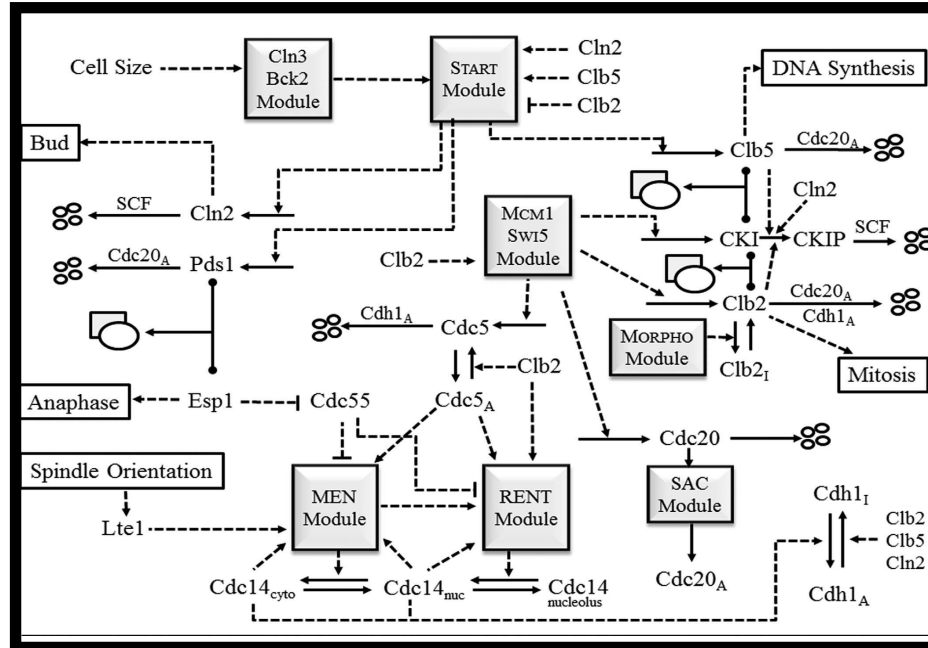 Cell Size
Cln3
Bck2
Module
START
Module
Cln2
Clb5
Clb2
DNA Synthesis
Bud
SCF
Cln2
Clb5
Cdc20A
Cln2
MCM1
SWI5
Module
CKI
CKIP
SCF
Cdc20A
Pds1
Clb2
Clb2
Cdc20A
Cdh1A
Cdh1A
Cdc5
Clb2
MORPHO
Module
Clb2I
Mitosis
Anaphase
Esp1
Cdc55
Cdc5A
Cdc20
Spindle Orientation
Lte1
MEN
Module
RENT
Module
SAC
Module
Cdh1I
Clb2
Clb5
Cln2
Cdc14cyto
Cdc14nuc
Cdc14
nucleolus
Cdc20A
Cdh1A